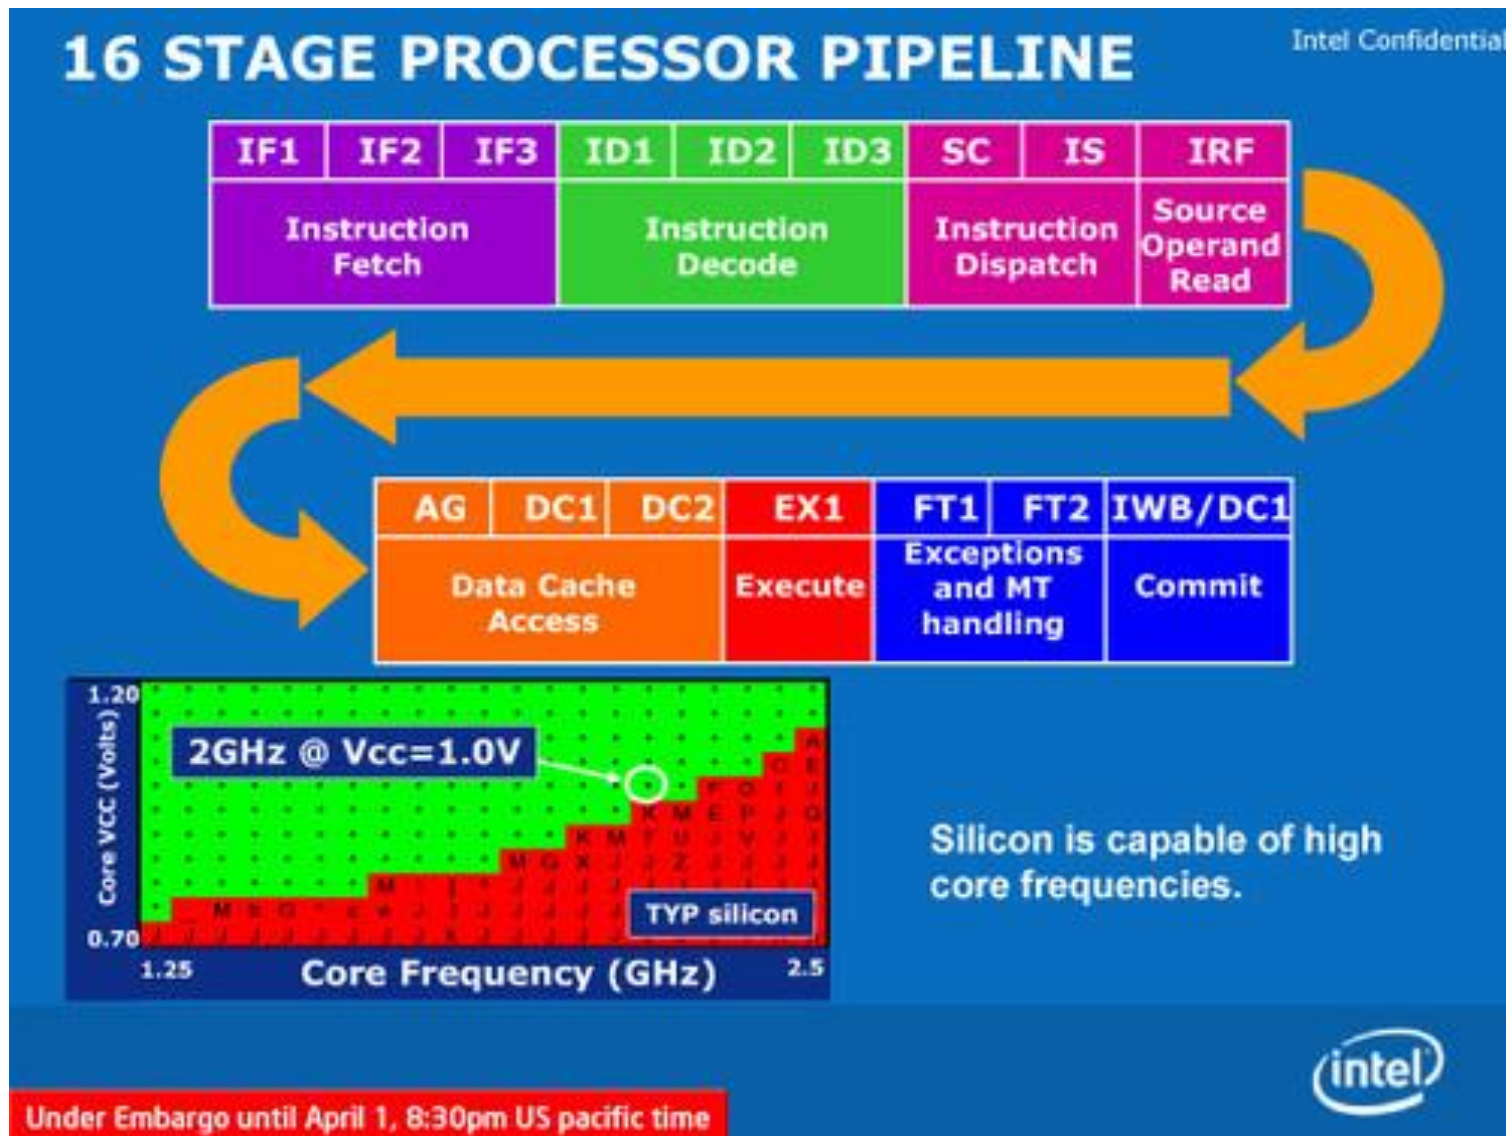 16 STAGE PROCESSOR PIPELINE
Intel Confidential
IF1 IF2 IF3 ID1 ID2 ID3 SC IS IRF
Instruction
Fetch
Instruction
Decode
Instruction
Dispatch
Source
Operand
Read
AG DC1 DC2 EX1 FT1 FT2 IWB/DC1
Data Cache
Access
Execute
Exceptions
and MT
handling
Commit
1.20
Core VCC (Volts)
0.70
2GHz @ Vcc=1.0V
TYP silicon
1.25
Core Frequency (GHz)
2.5
Silicon is capable of high
core frequencies.
intel
Under Embargo until April 1, 8:30pm US pacific time